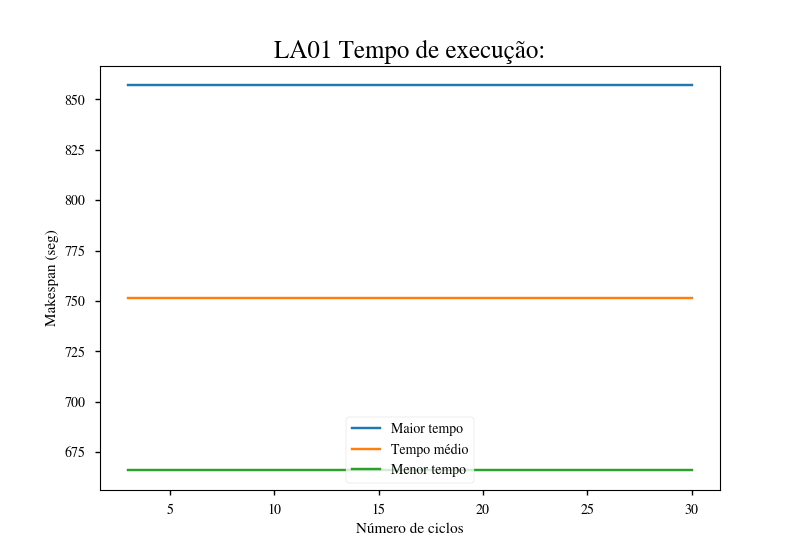 LA01 Tempo de execução:
850
825
800
775
750
725
700
675
Makespan (seg)
Maior tempo
Tempo médio
Menor tempo
5 10 15 20 25 30
Número de ciclos